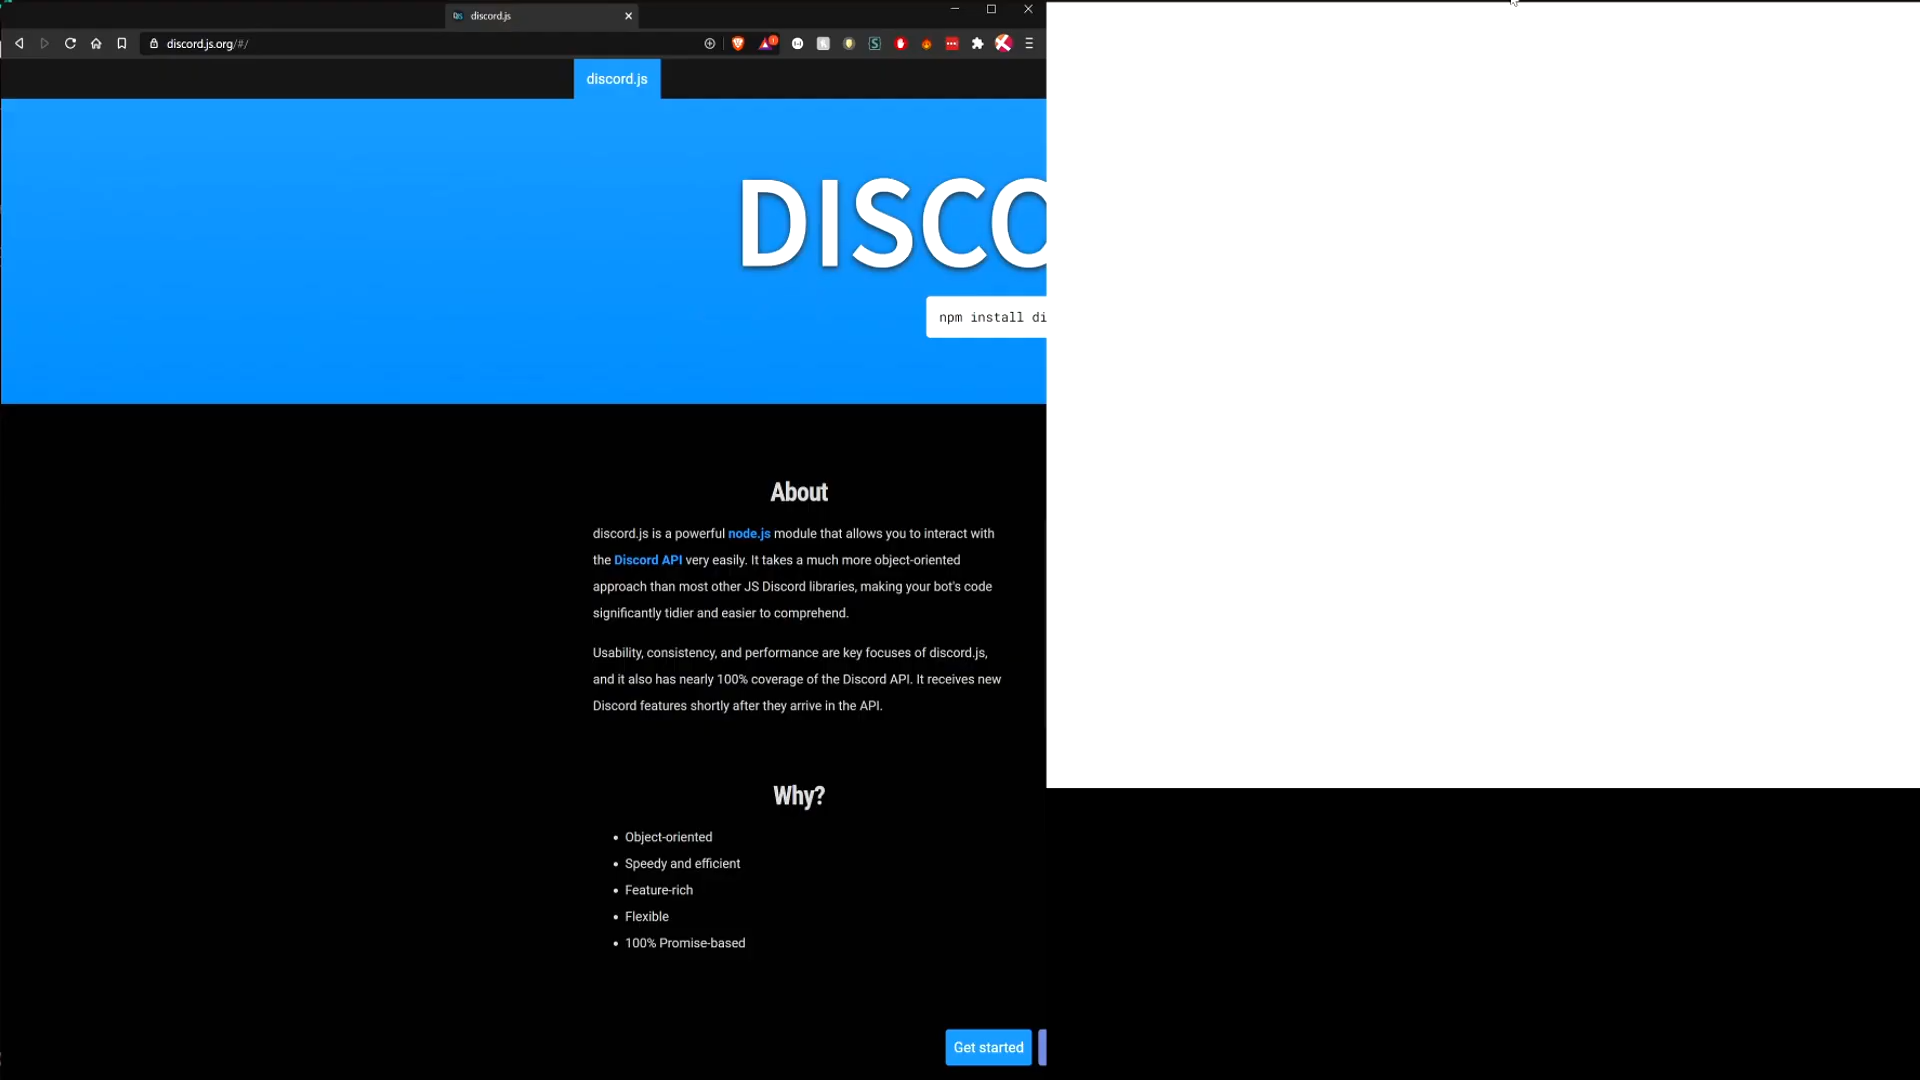 discord.js
discord.js.org/#/
discord.js
DISCO
npm install di
About
discord.js is a powerful node.js module that allows you to interact with
the Discord API very easily. It takes a much more object-oriented
approach than most other JS Discord libraries, making your bot's code
significantly tidier and easier to comprehend.
Usability, consistency, and performance are key focuses of discord.js,
and it also has nearly 100% coverage of the Discord API. It receives new
Discord features shortly after they arrive in the API.
Why?
• Object-oriented
• Speedy and efficient
• Feature-rich
• Flexible
• 100% Promise-based
Get started